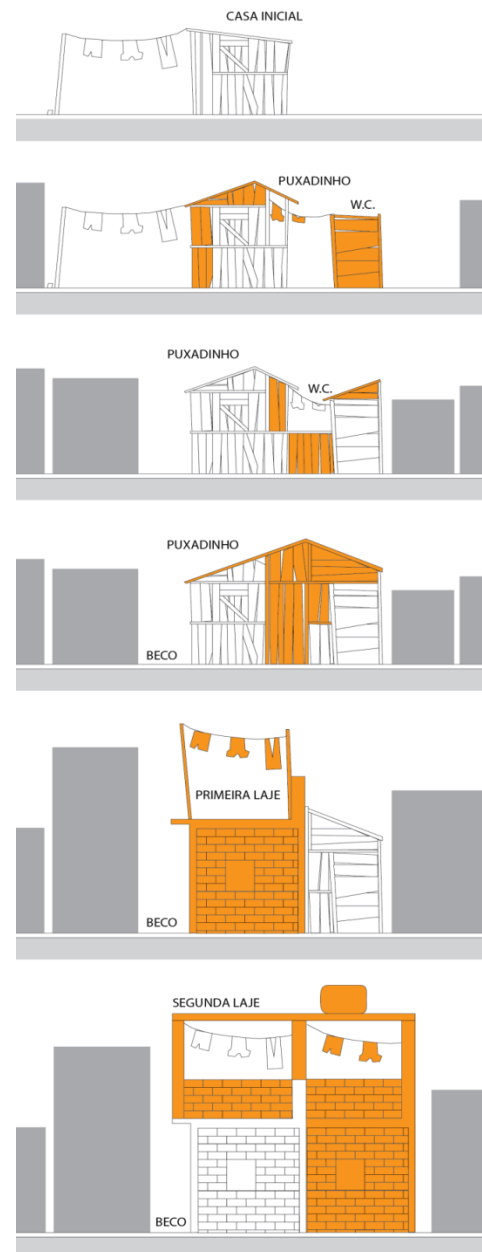 CASA INICIAL
PUXADINHO
W.C.
PUXADINHO
W.C.
PUXADINHO
BECO
PRIMEIRA LAJE
BECO
SEGUNDA LAJE
BECO